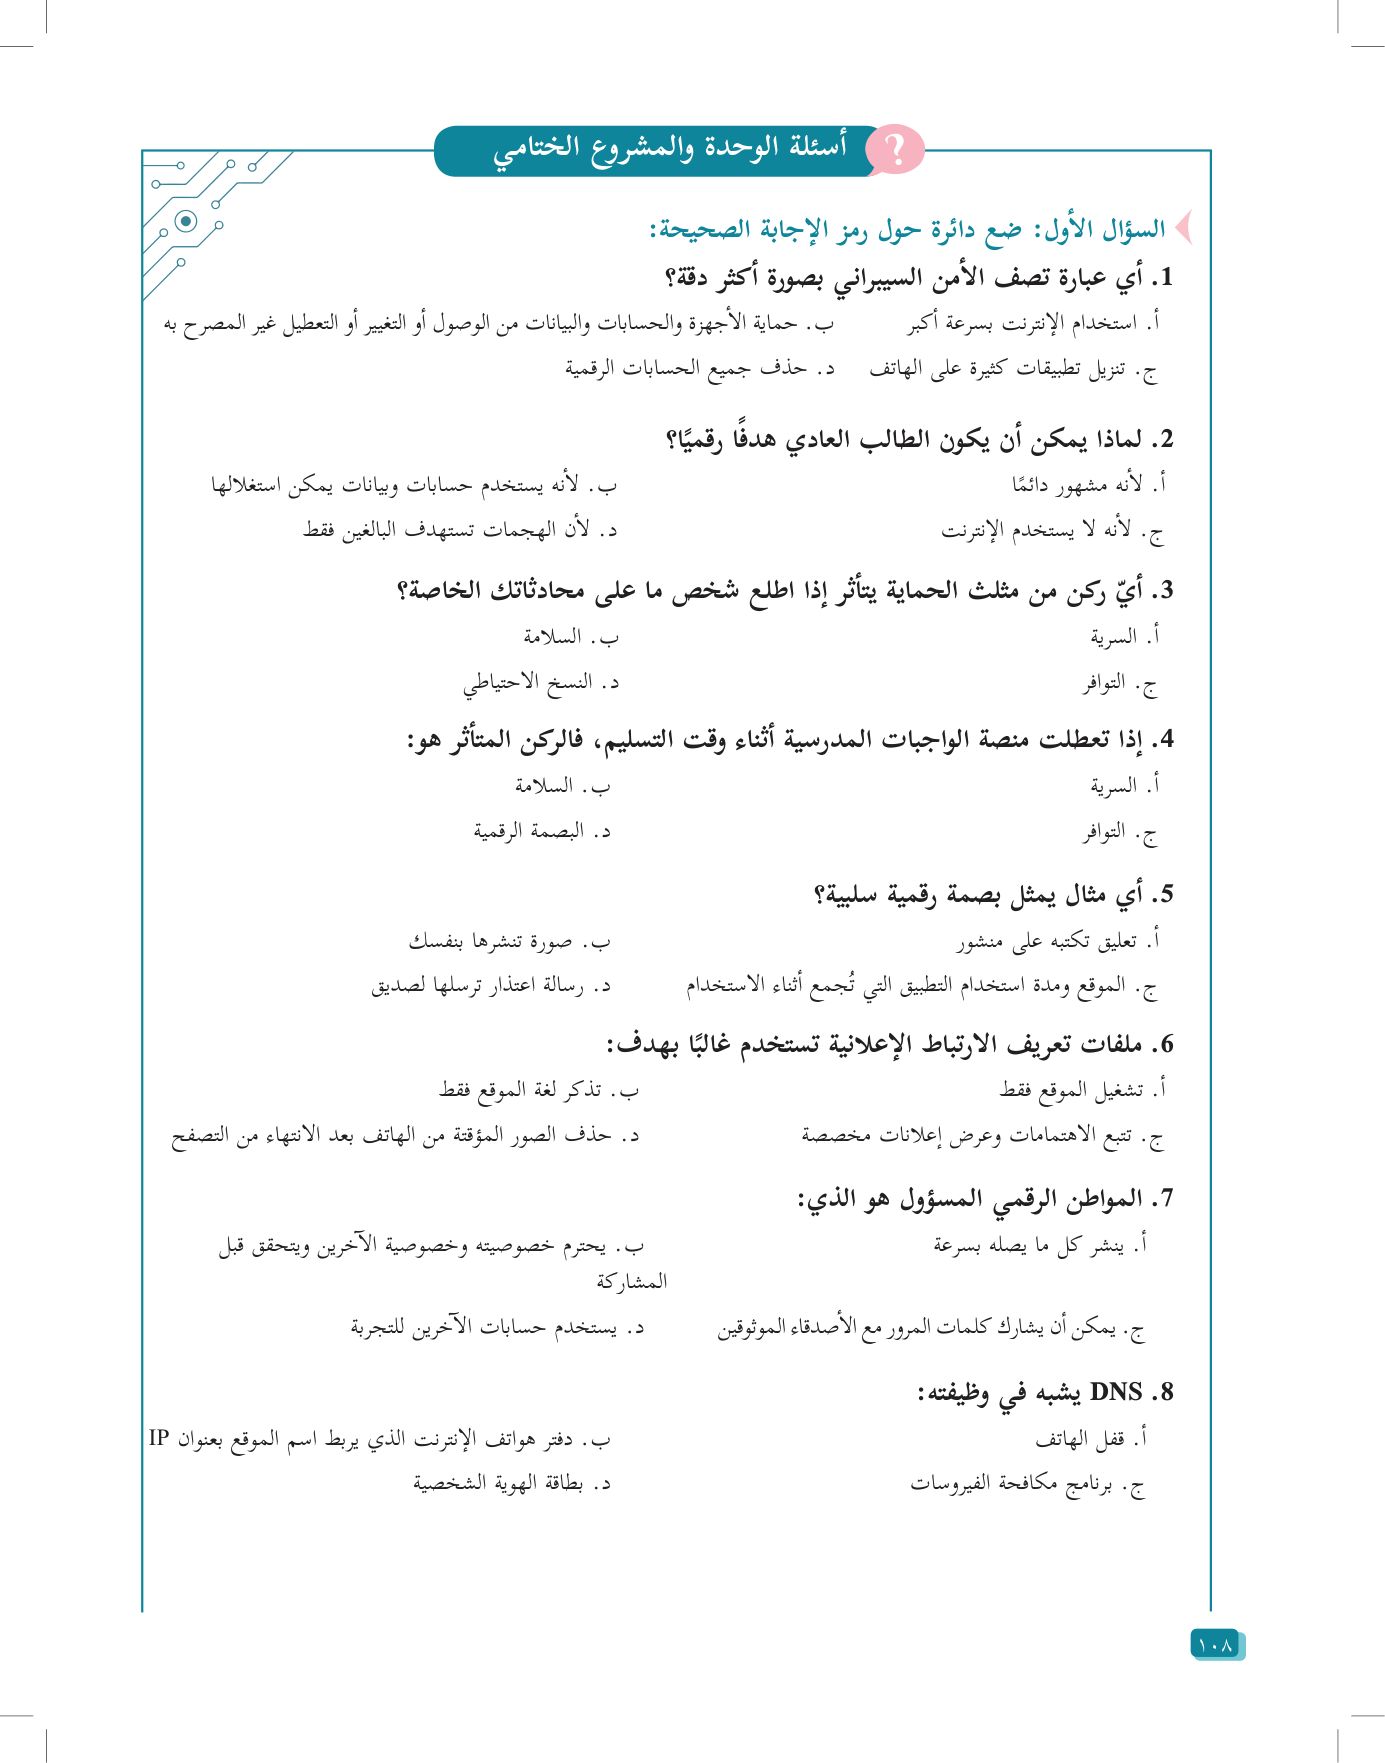 أسئلة الوحدة والمشروع الختامي ?
السؤال الأول: ضع دائرة حول رمز الإجابة الصحيحة:
1. أي عبارة تصف الأمن السيبراني بصورة أكثر دقة؟
أ. استخدام الإنترنت بسرعة أكبر ب. حماية الأجهزة والحسابات والبيانات من الوصول أو التغيير أو التعطيل غير المصرح به
ج. تنزيل تطبيقات كثيرة على الهاتف د. حذف جميع الحسابات الرقمية
2. لماذا يمكن أن يكون الطالب العادي هدفًا رقميًا؟
أ. لأنه مشهور دائمًا ب. لأنه يستخدم حسابات وبيانات يمكن استغلالها
ج. لأنه لا يستخدم الإنترنت د. لأن الهجمات تستهدف البالغين فقط
3. أيّ ركن من مثلث الحماية يتأثر إذا اطلع شخص ما على محادثاتك الخاصة؟
أ. السرية ب. السلامة
ج. التوافر د. النسخ الاحتياطي
4. إذا تعطلت منصة الواجبات المدرسية أثناء وقت التسليم، فالركن المتأثر هو:
أ. السرية ب. السلامة
ج. التوافر د. البصمة الرقمية
5. أي مثال يمثل بصمة رقمية سلبية؟
أ. تعليق تكتبه على منشور ب. صورة تنشرها بنفسك
ج. الموقع ومدة استخدام التطبيق التي تُجمع أثناء الاستخدام د. رسالة اعتذار ترسلها لصديق
6. ملفات تعريف الارتباط الإعلانية تستخدم غالبًا بهدف:
أ. تشغيل الموقع فقط ب. تذكر لغة الموقع فقط
ج. تتبع الاهتمامات وعرض إعلانات مخصصة د. حذف الصور المؤقتة من الهاتف بعد الانتهاء من التصفح
7. المواطن الرقمي المسؤول هو الذي:
أ. ينشر كل ما يصله بسرعة ب. يحترم خصوصيته وخصوصية الآخرين ويتحقق قبل
المشاركة
ج. يمكن أن يشارك كلمات المرور مع الأصدقاء الموثوقين د. يستخدم حسابات الآخرين للتجربة
8. DNS يشبه في وظيفته:
أ. قفل الهاتف ب. دفتر هواتف الإنترنت الذي يربط اسم الموقع بعنوان IP
ج. برنامج مكافحة الفيروسات د. بطاقة الهوية الشخصية
١٠٨